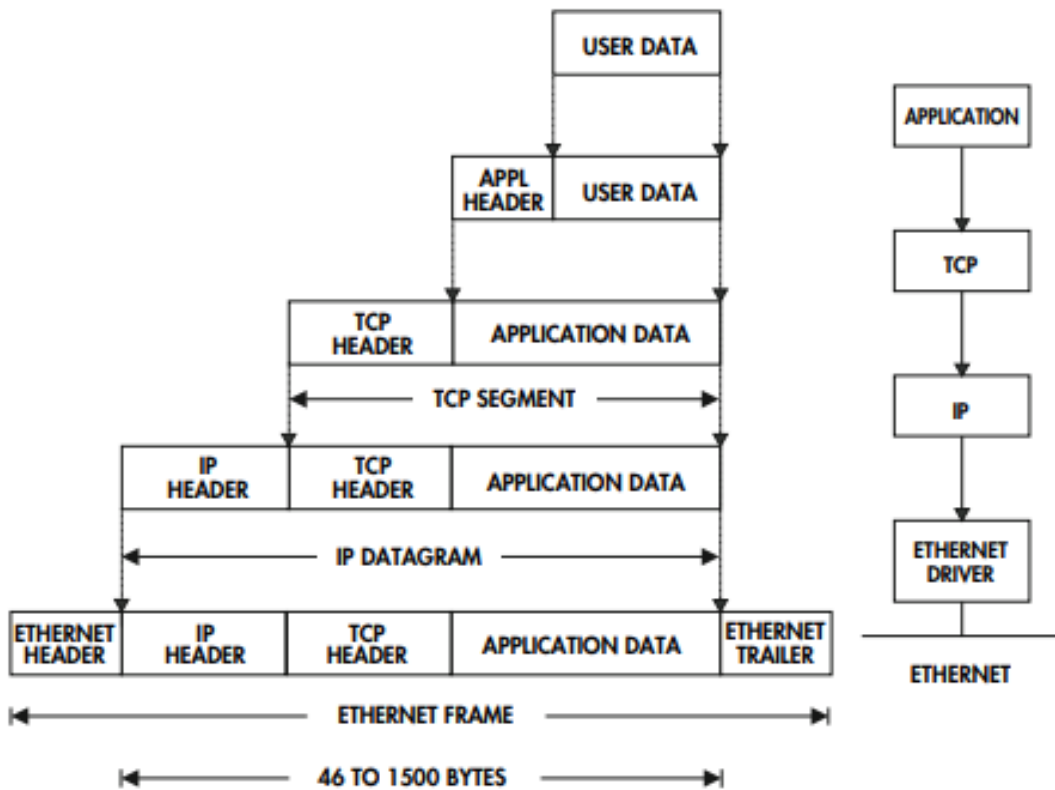 USER DATA
APPLICATION
APPL
HEADER
USER DATA
TCP
TCP
HEADER
APPLICATION DATA
TCP SEGMENT
IP
IP
HEADER
TCP
HEADER
APPLICATION DATA
IP DATAGRAM
ETHERNET
DRIVER
ETHERNET
HEADER
IP
HEADER
TCP
HEADER
APPLICATION DATA
ETHERNET
TRAILER
ETHERNET
ETHERNET FRAME
46 TO 1500 BYTES